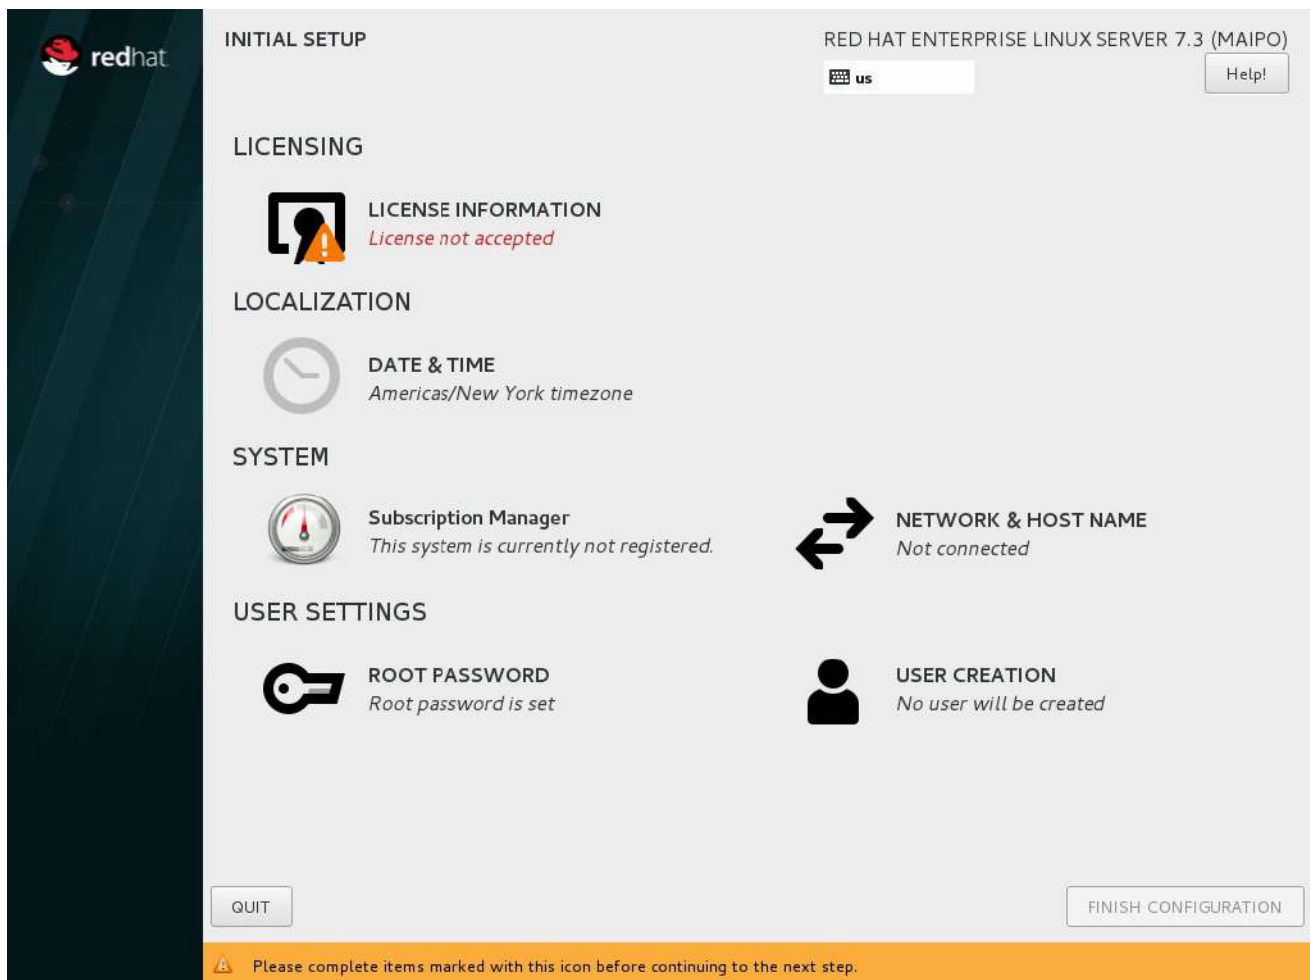 redhat
INITIAL SETUP
RED HAT ENTERPRISE LINUX SERVER 7.3 (MAIPO)
us
Help!
LICENSING
LICENSE INFORMATION
License not accepted
LOCALIZATION
DATE & TIME
Americas/New York timezone
SYSTEM
Subscription Manager
This system is currently not registered.
NETWORK & HOST NAME
Not connected
USER SETTINGS
ROOT PASSWORD
Root password is set
USER CREATION
No user will be created
QUIT
FINISH CONFIGURATION
Please complete items marked with this icon before continuing to the next step.